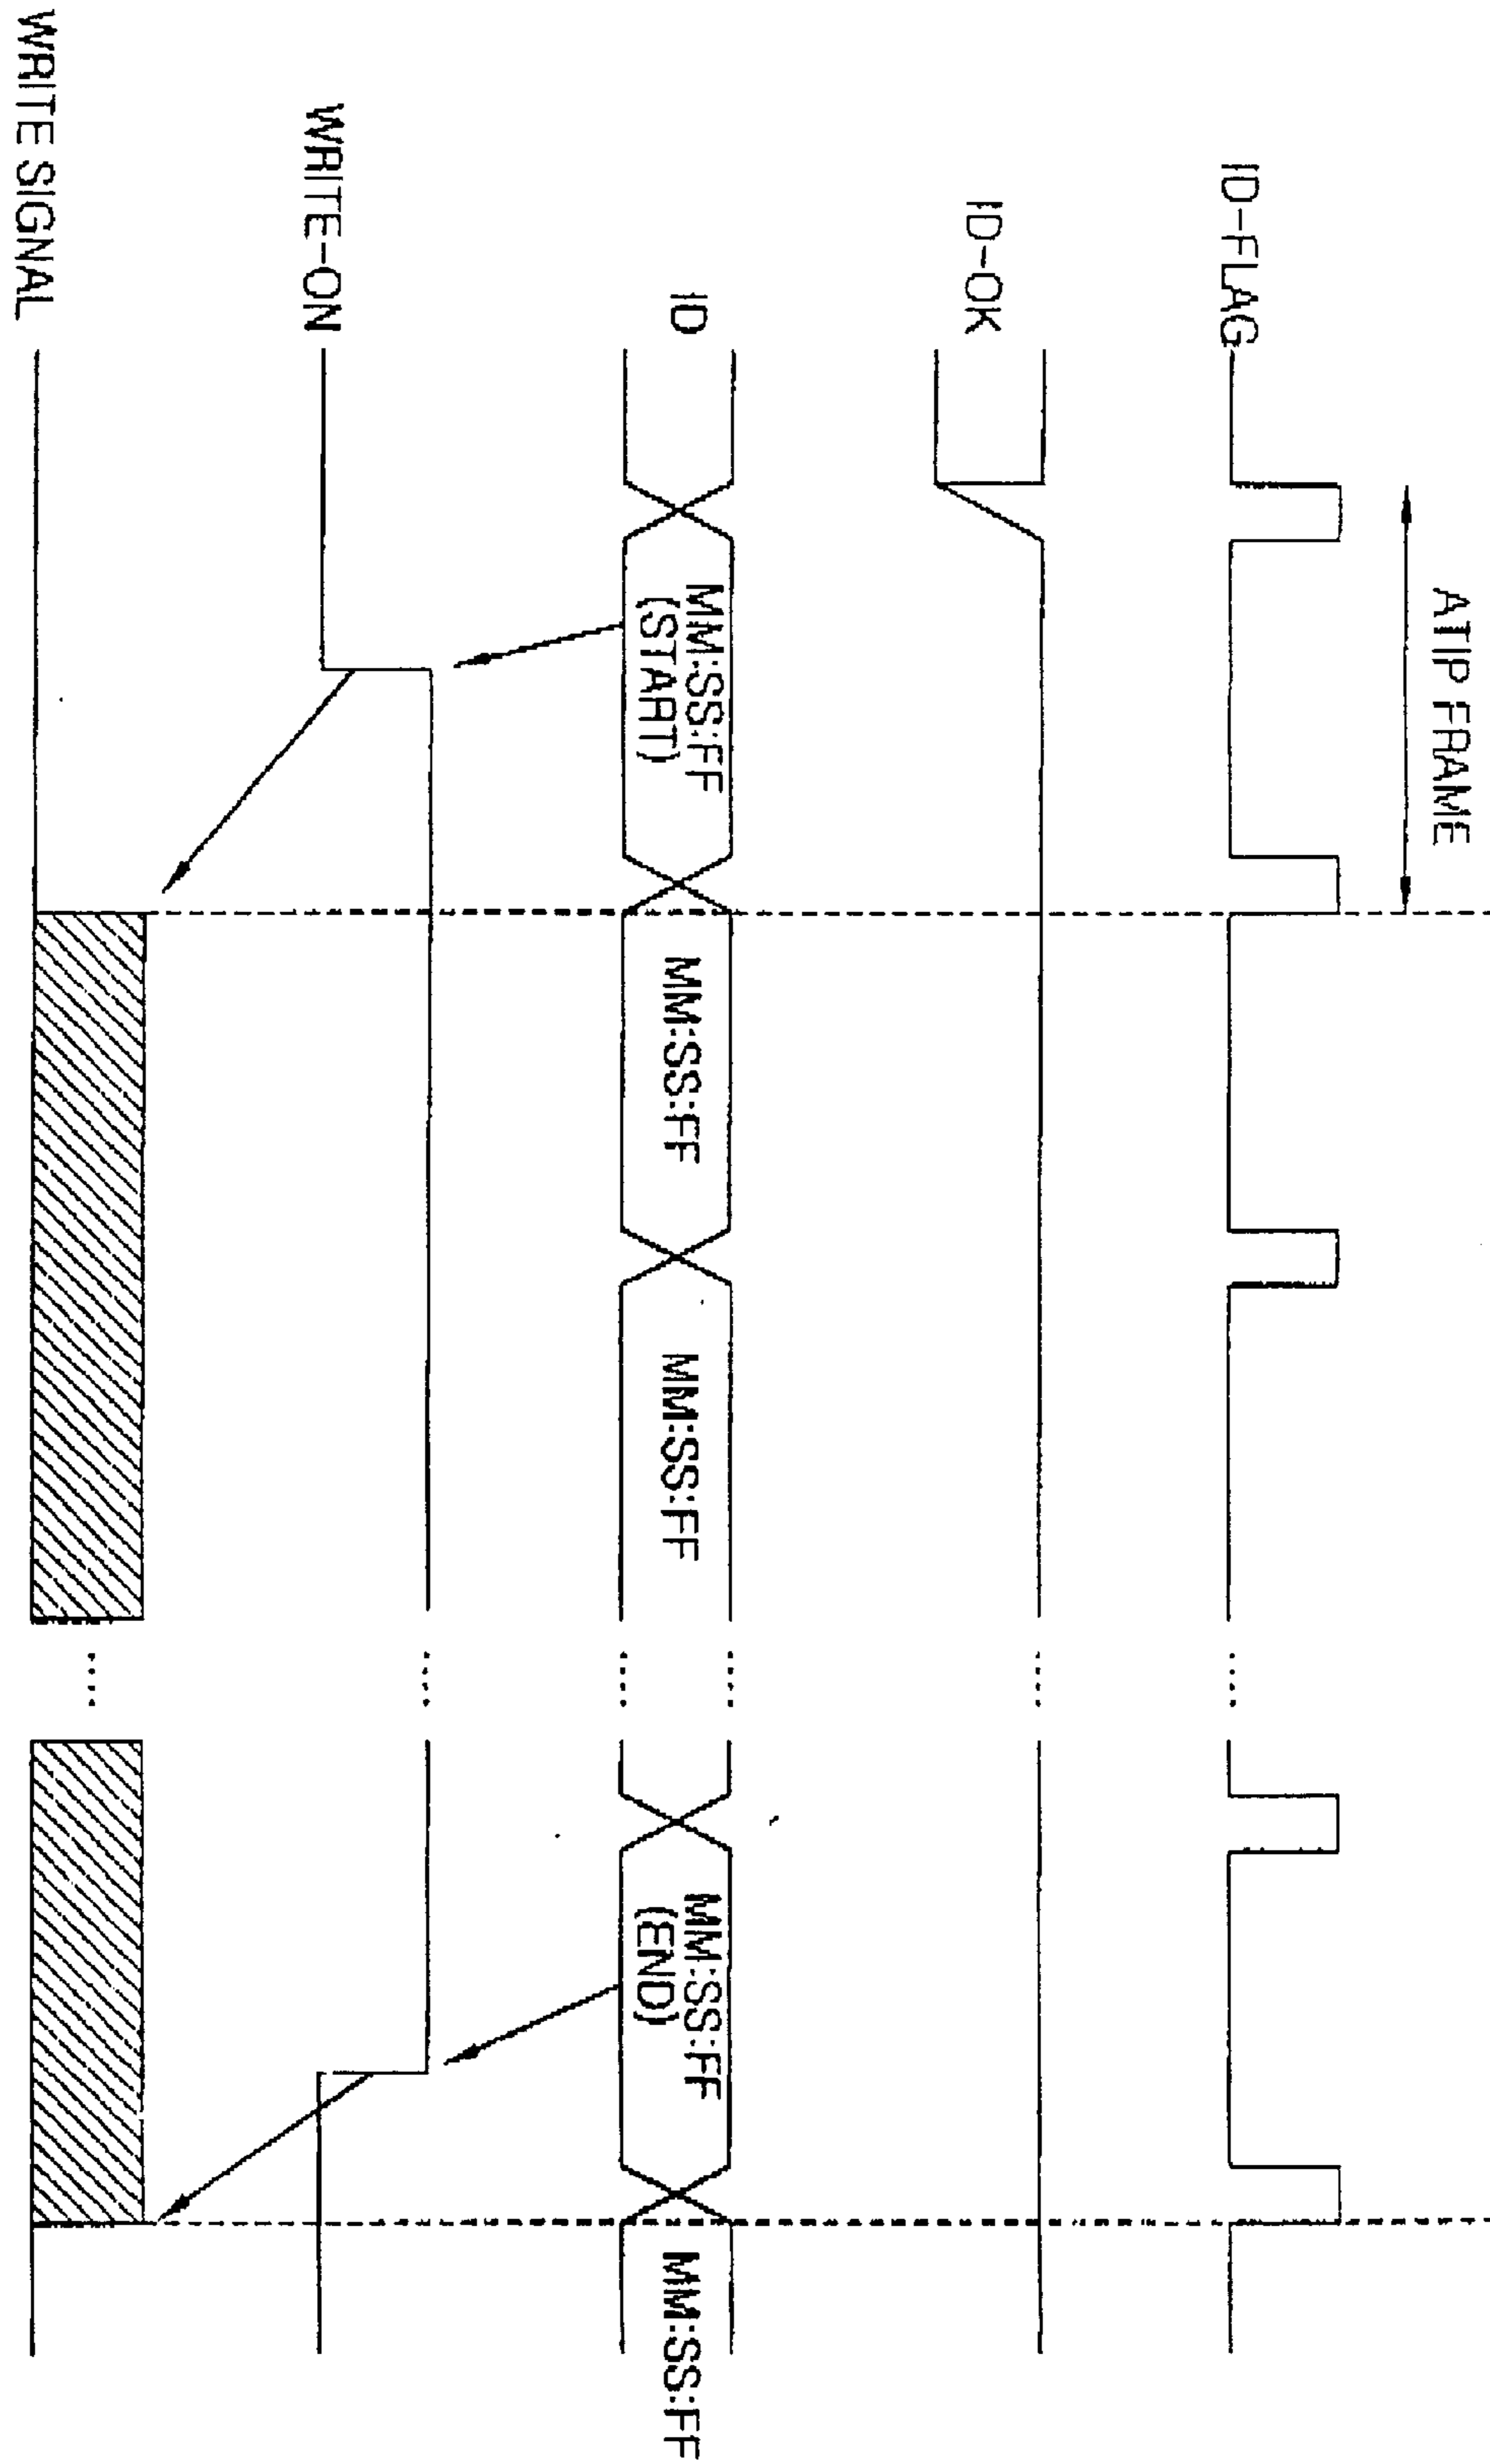 ATIP FRAME
ID-FLAG
ID-OK
ID
MM:SS:FF
(START)
MM:SS:FF
MM:SS:FF
MM:SS:FF
(END)
MM:SS:FF
WRITE-ON
WRITE SIGNAL